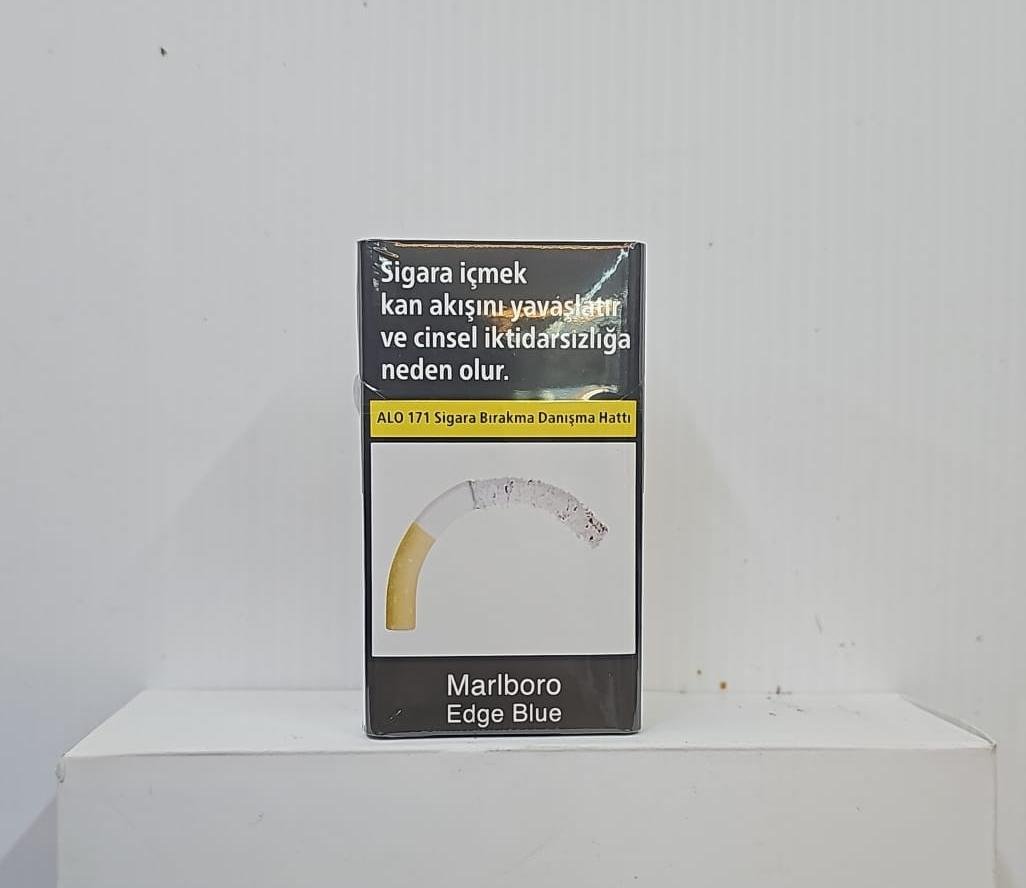 Sigara içmek
kan akışını yavaşlatır
ve cinsel iktidarsızlığa
neden olur.
ALO 171 Sigara Bırakma Danışma Hattı
Marlboro
Edge Blue